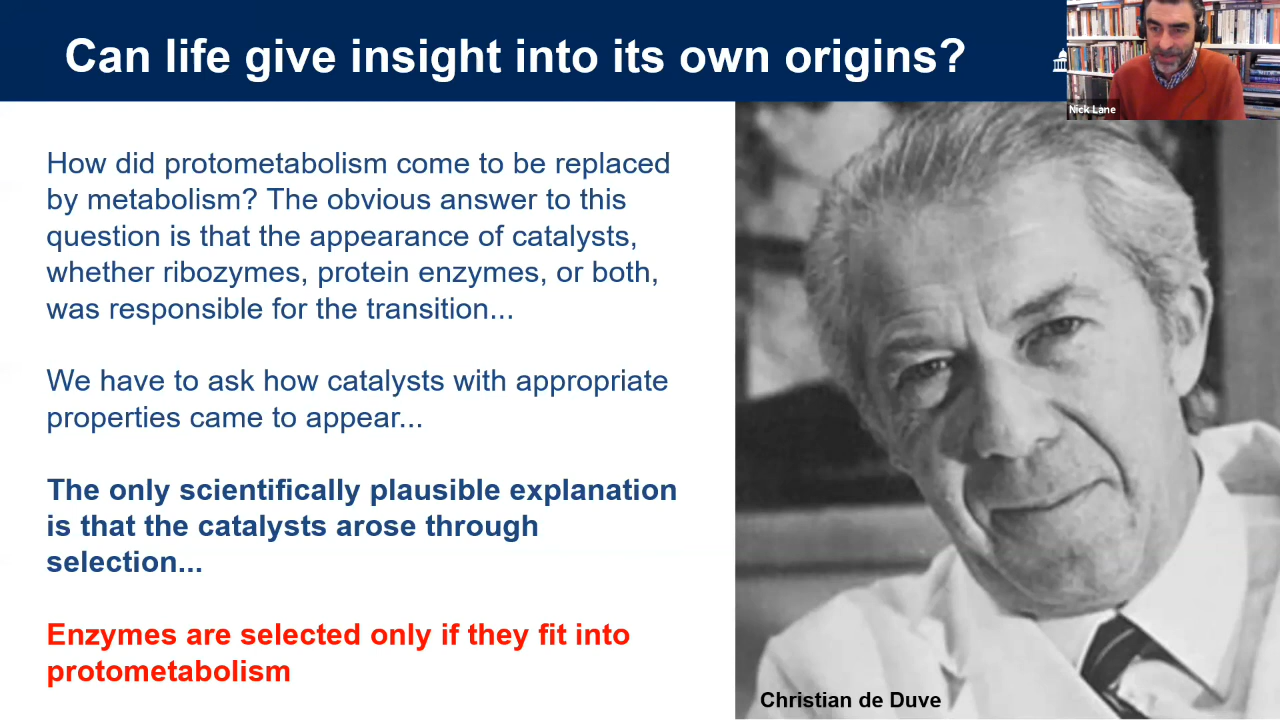 Can life give insight into its own origins?
Nick Lane
How did protometabolism come to be replaced
by metabolism? The obvious answer to this
question is that the appearance of catalysts,
whether ribozymes, protein enzymes, or both,
was responsible for the transition...
We have to ask how catalysts with appropriate
properties came to appear...
The only scientifically plausible explanation
is that the catalysts arose through
selection...
Enzymes are selected only if they fit into
protometabolism
Christian de Duve